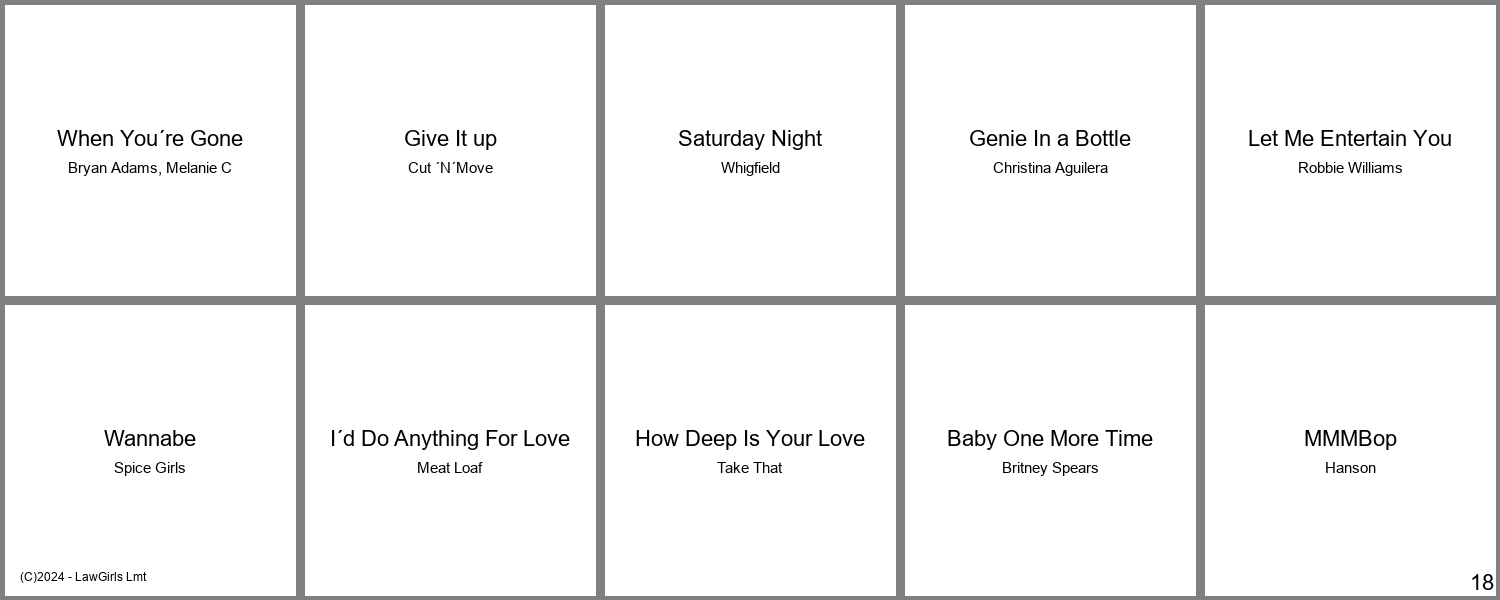 When You´re Gone
Bryan Adams, Melanie C
Give It up
Cut ´N´Move
Saturday Night
Whigfield
Genie In a Bottle
Christina Aguilera
Let Me Entertain You
Robbie Williams
Wannabe
Spice Girls
I´d Do Anything For Love
Meat Loaf
How Deep Is Your Love
Take That
Baby One More Time
Britney Spears
MMMBop
Hanson
(C)2024 - LawGirls Lmt
18